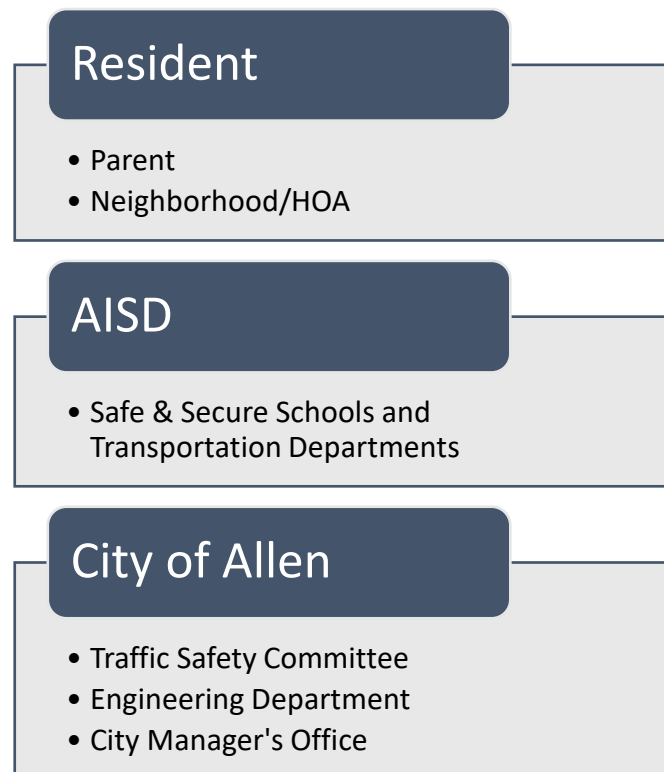 Resident
• Parent
• Neighborhood/HOA
AISD
• Safe & Secure Schools and
Transportation Departments
City of Allen
• Traffic Safety Committee
• Engineering Department
• City Manager's Office